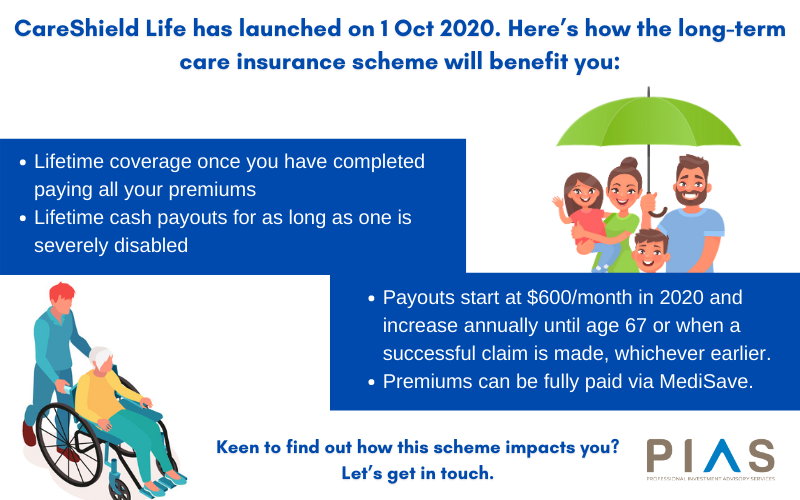 CareShield Life has launched on 1 Oct 2020. Here’s how the long-term
care insurance scheme will benefit you:
• Lifetime coverage once you have completed
paying all your premiums
• Lifetime cash payouts for as long as one is
severely disabled
• Payouts start at $600/month in 2020 and
increase annually until age 67 or when a
successful claim is made, whichever earlier.
• Premiums can be fully paid via MediSave.
Keen to find out how this scheme impacts you?
Let’s get in touch.
PIAS
PROFESSIONAL INVESTMENT ADVISORY SERVICES